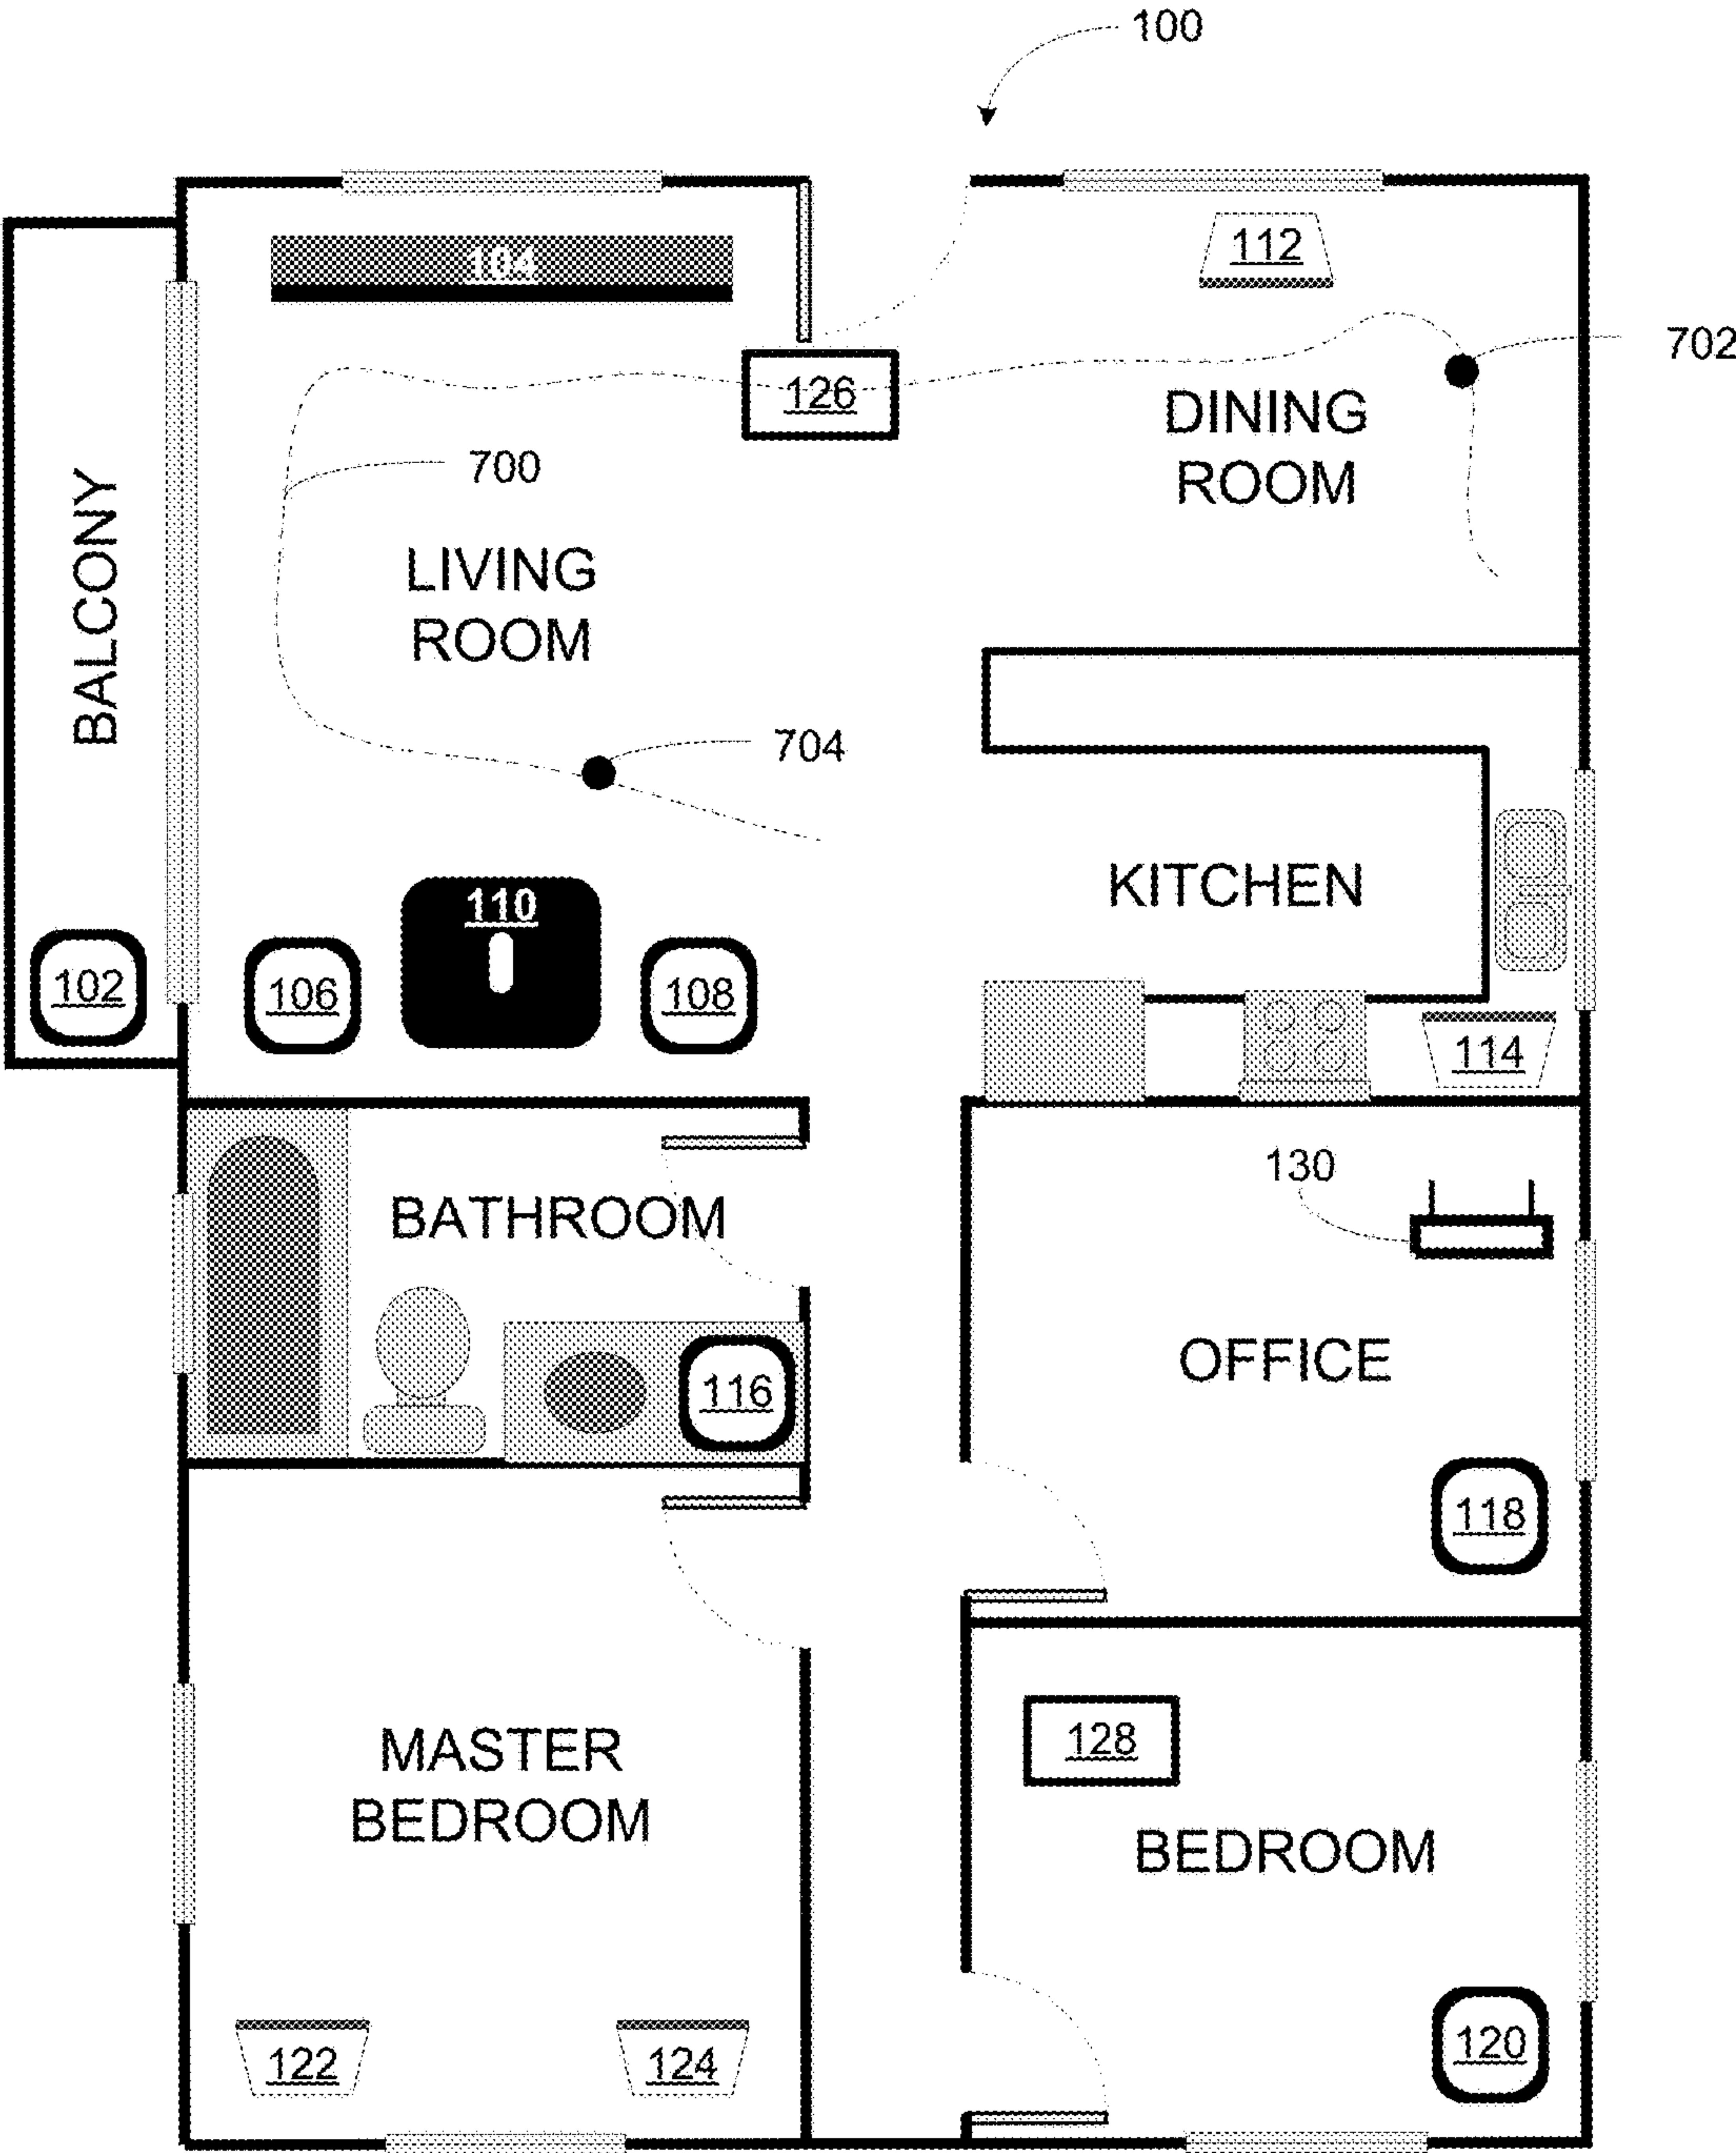 100
104
112
702
126
DINING
ROOM
700
BALCONY
LIVING
ROOM
704
KITCHEN
110
102
106
108
114
130
BATHROOM
OFFICE
116
118
128
MASTER
BEDROOM
BEDROOM
120
122
124